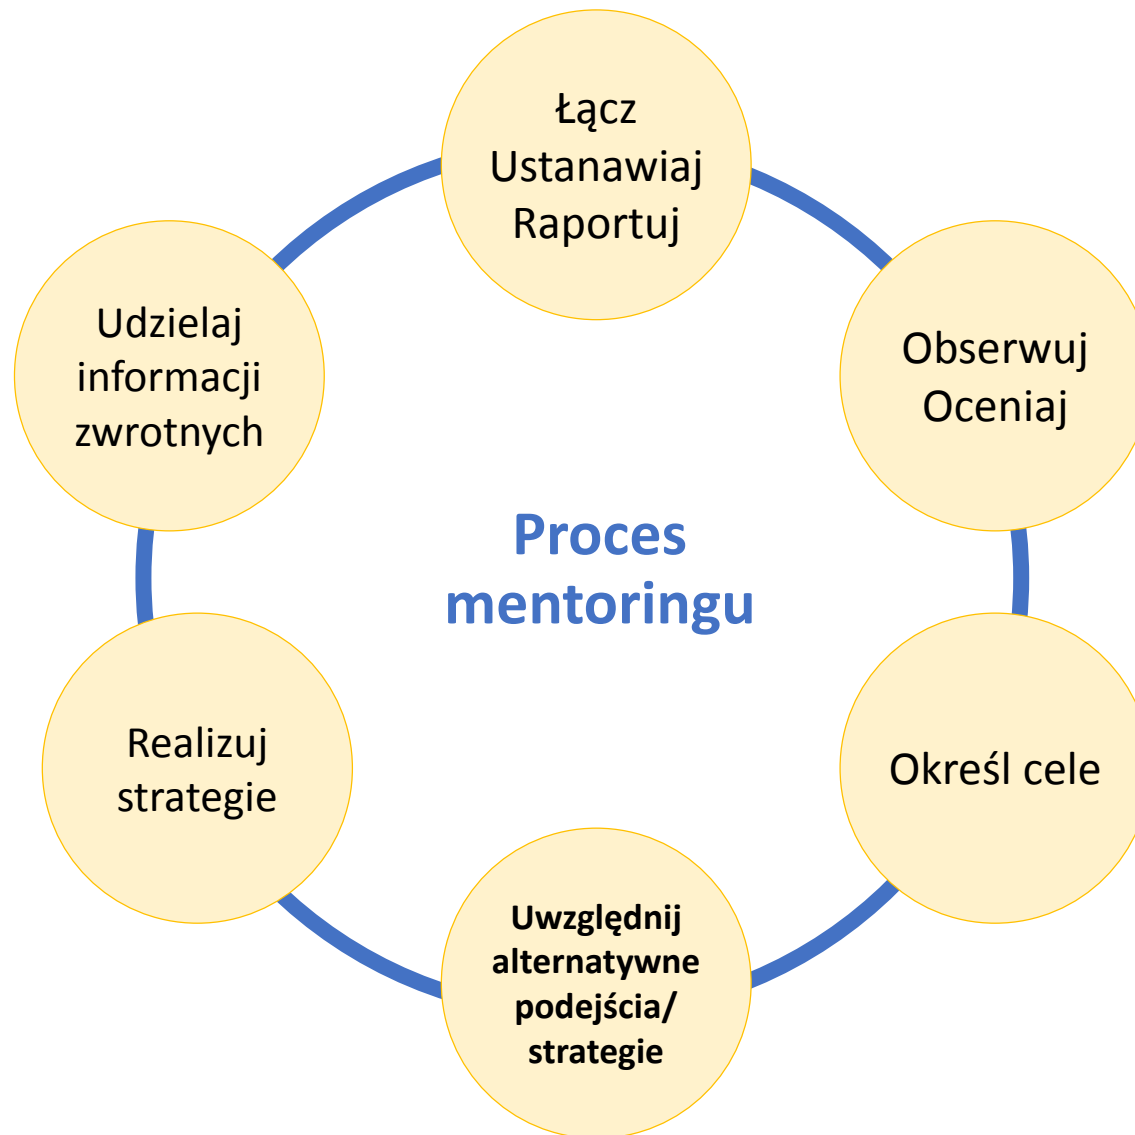 Łącz
Ustanawiaj
Raportuj
Obserwuj
Oceniaj
Określ cele
Uwzględnij
alternatywne
podejścia/
strategie
Realizuj
strategie
Udzielaj
informacji
zwrotnych
Proces
mentoringu